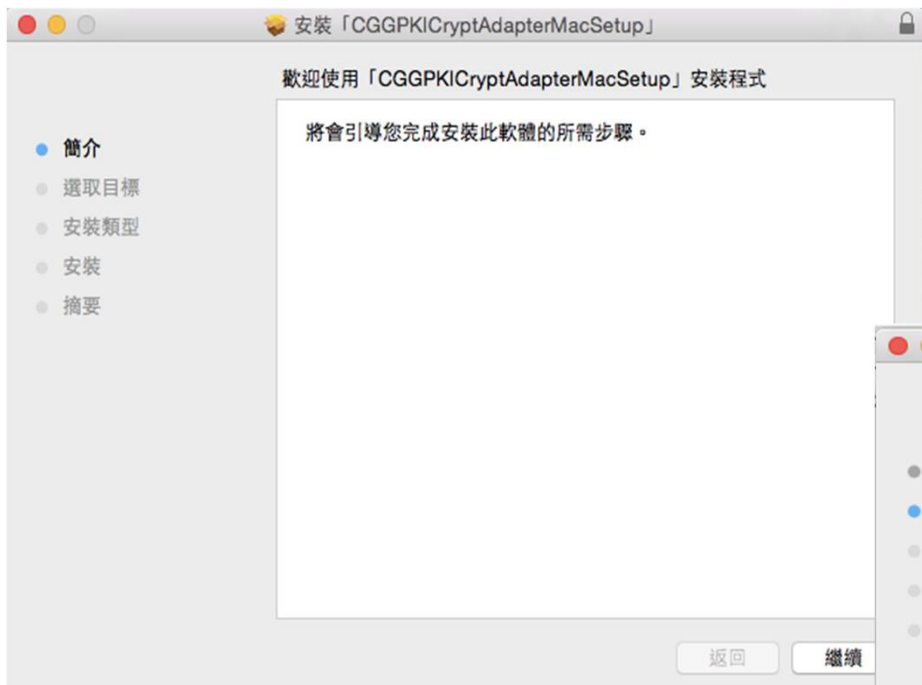 安裝「CGGPKICryptAdapterMacSetup」
歡迎使用「CGGPKICryptAdapterMacSetup」安裝程式
將會引導您完成安裝此軟體的所需步驟。
簡介
選取目標
安裝類型
安裝
摘要
返回
繼續